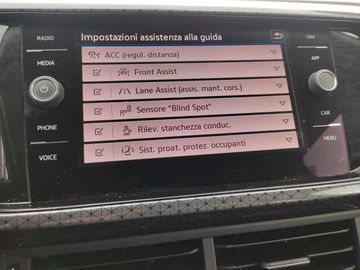 RADIO
MEDIA
PHONE
VOICE
Impostazioni assistenza alla guida
ACC (regol. distanza)
Front Assist
Lane Assist (assis. mant. cors.)
Sensore "Blind Spot"
Rilev. stanchezza conduc.
Sist. proat. protez. occupanti
NAV
APP
CAR
MENU